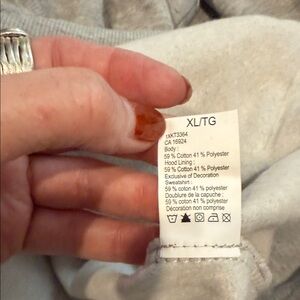 XL/TG
1XKT3364
CA 16924
Body :
59 % Cotton 41 % Polyester
Hood Lining :
59 % Cotton 41 % Polyester
Exclusive of Decoration
Sweatshirt :
59 % coton 41 % Polyester
Doublure de la capuche :
59 % coton 41 % Polyester
Décoration non comprise